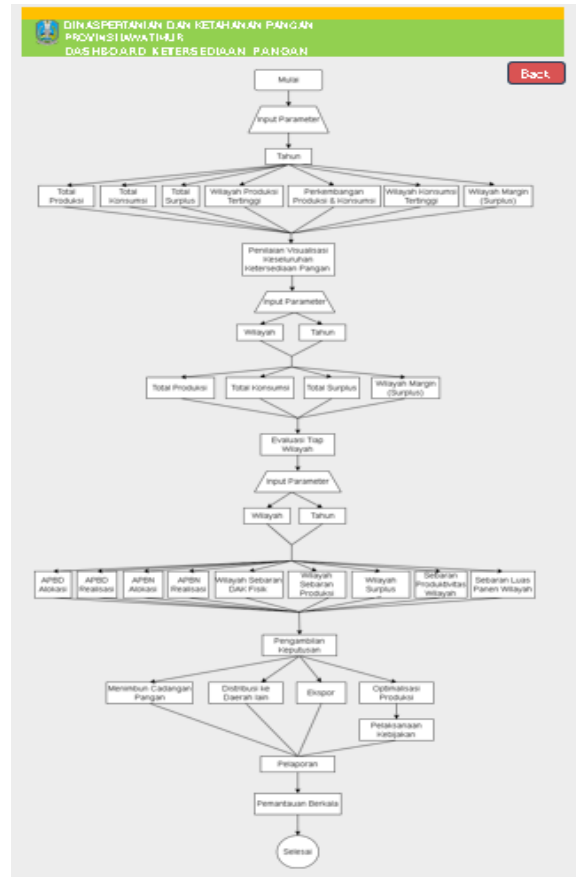 DINAS PERTANIAN DAN KETAHANAN PANGAN
PROVINSI JAWA TIMUR
DASHBOARD KETERSEDIAAN PANGAN
Back
Mulai
Input Parameter
Tahun
Total
Produksi
Total
Konsumsi
Total
Surplus
Wilayah Produksi
Tertinggi
Perkembangan
Produksi & Konsumsi
Wilayah Konsumsi
Tertinggi
Wilayah Margin
(Surplus)
Penilaian Visualisasi
Keseluruhan
Ketersediaan Pangan
Input Parameter
Wilayah
Tahun
Total Produksi
Total Konsumsi
Total Surplus
Wilayah Margin
(Surplus)
Evaluasi Tiap
Wilayah
Input Parameter
Wilayah
Tahun
APBD
Alokasi
APBD
Realisasi
APBN
Alokasi
APBN
Realisasi
Wilayah Sebaran
DAK Fisik
Wilayah
Sebaran
Produksi
Wilayah
Surplus
Sebaran
Produktivitas
Wilayah
Sebaran Luas
Panen Wilayah
Pengambilan
Keputusan
Menimbun Cadangan
Pangan
Distribusi ke
Daerah lain
Ekspor
Optimalisasi
Produksi
Pelaksanaan
Kebijakan
Pelaporan
Pemantauan Berkala
Selesai